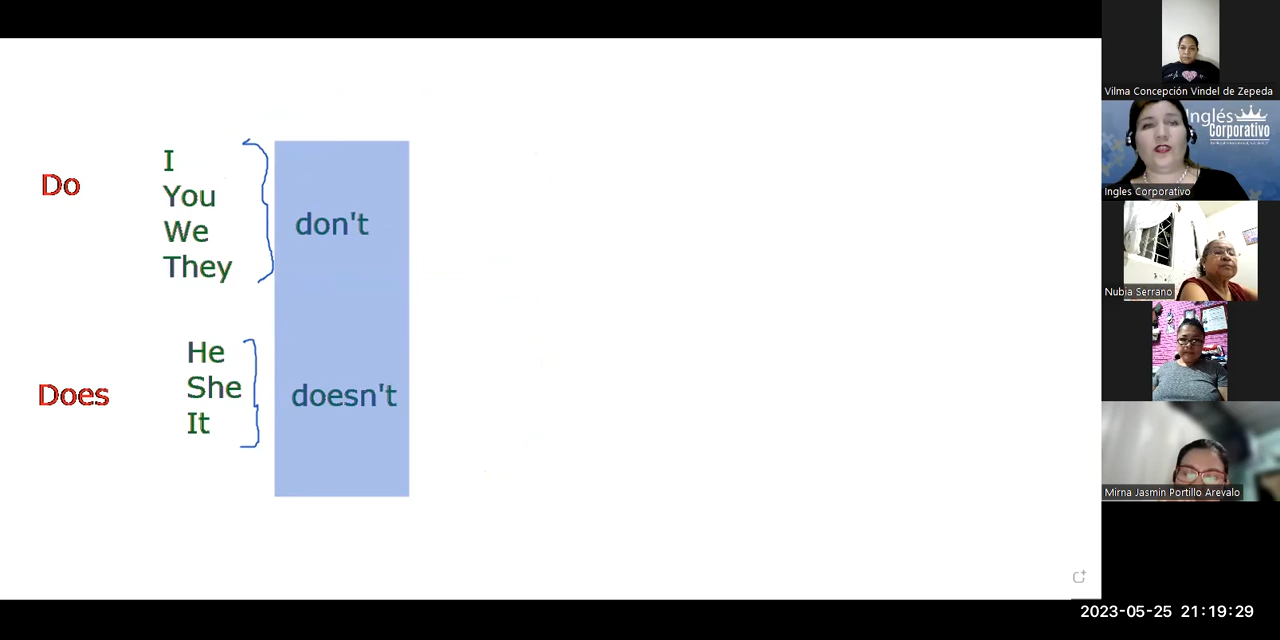 Do
I
You
We
They
don't
Does
He
She
It
doesn't
Vilma Concepción Vindel de Zepeda
Inglés
Corporativo
Ingles Corporativo
Nubia Serrano
Mirna Jasmin Portillo Arevalo
2023-05-25 21:19:29